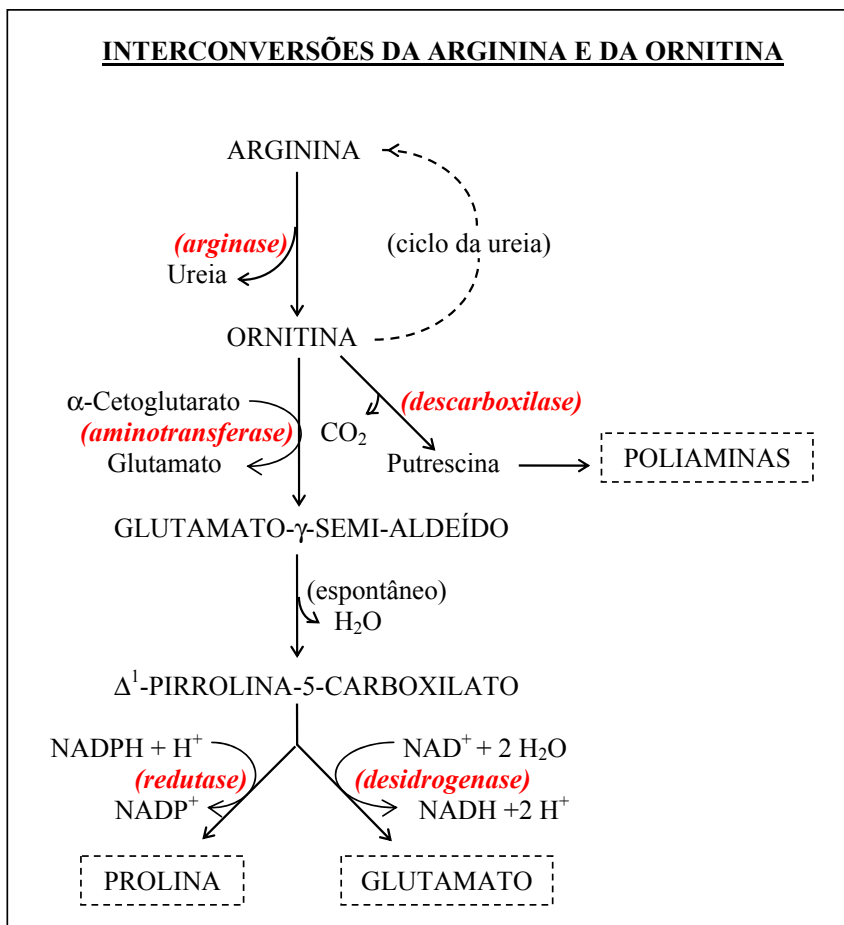 INTERCONVERSÕES DA ARGININA E DA ORNITINA
ARGININA
(arginase)
(ciclo da ureia)
Ureia
ORNITINA
α-Cetoglutarato
(descarboxilase)
(aminotransferase)
CO₂
Glutamato
Putrescina
POLIAMINAS
GLUTAMATO-γ-SEMI-ALDEÍDO
(espontâneo)
H₂O
Δ¹-PIRROLINA-5-CARBOXILATO
NADPH + H⁺
NAD⁺ + 2 H₂O
(redutase)
(desidrogenase)
NADP⁺
NADH +2 H⁺
PROLINA
GLUTAMATO